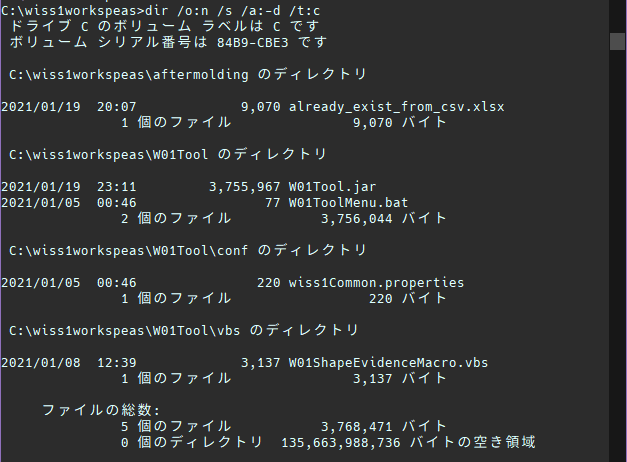 C:\wiss1workspeas>dir /o:n /s /a:-d /t:c
ドライブ C のボリューム ラベルは C です
ボリューム シリアル番号は 84B9-CBE3 です
C:\wiss1workspeas\aftermolding のディレクトリ
2021/01/19  20:07             9,070 already_exist_from_csv.xlsx
1 個のファイル               9,070 バイト
C:\wiss1workspeas\W01Tool のディレクトリ
2021/01/19  23:11         3,755,967 W01Tool.jar
2021/01/05  00:46                77 W01ToolMenu.bat
2 個のファイル           3,756,044 バイト
C:\wiss1workspeas\W01Tool\conf のディレクトリ
2021/01/05  00:46               220 wiss1Common.properties
1 個のファイル                 220 バイト
C:\wiss1workspeas\W01Tool\vbs のディレクトリ
2021/01/08  12:39             3,137 W01ShapeEvidenceMacro.vbs
1 個のファイル               3,137 バイト
ファイルの総数:
5 個のファイル           3,768,471 バイト
0 個のディレクトリ  135,663,988,736 バイトの空き領域